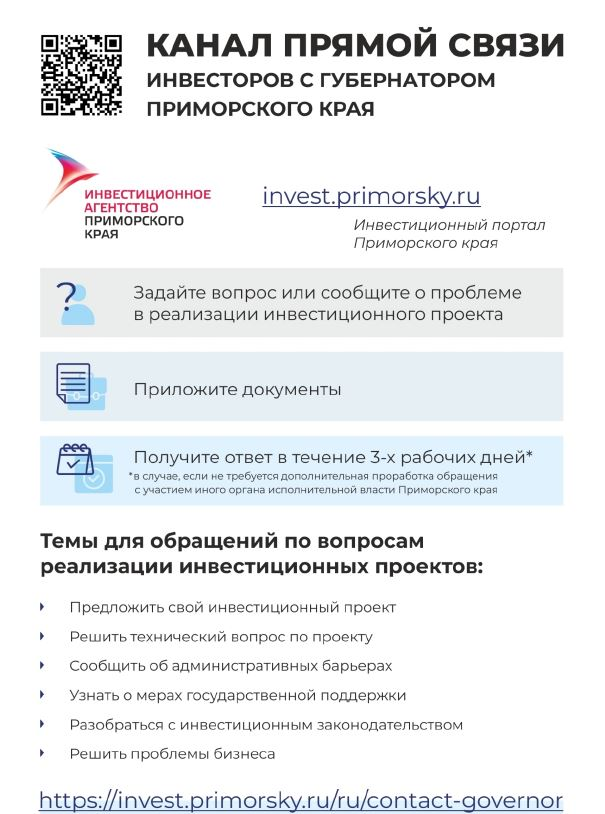 КАНАЛ ПРЯМОЙ СВЯЗИ
ИНВЕСТОРОВ С ГУБЕРНАТОРОМ
ПРИМОРСКОГО КРАЯ
ИНВЕСТИЦИОННОЕ
АГЕНТСТВО
ПРИМОРСКОГО
КРАЯ
invest.primorsky.ru
Инвестиционный портал
Приморского края
?
Задайте вопрос или сообщите о проблеме
в реализации инвестиционного проекта
Приложите документы
Получите ответ в течение 3-х рабочих дней*
*в случае, если не требуется дополнительная проработка обращения
с участием иного органа исполнительной власти Приморского края
Темы для обращений по вопросам
реализации инвестиционных проектов:
Предложить свой инвестиционный проект
Решить технический вопрос по проекту
Сообщить об административных барьерах
Узнать о мерах государственной поддержки
Разобраться с инвестиционным законодательством
Решить проблемы бизнеса
https://invest.primorsky.ru/ru/contact-governor